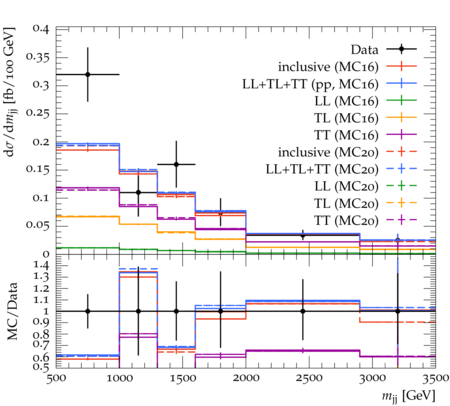 dσ/dmjj [fb/100 GeV]
0.4
0.35
0.3
0.25
0.2
0.15
0.1
0.05
0
Data
inclusive (MC16)
LL+TL+TT (pp, MC16)
LL (MC16)
TL (MC16)
TT (MC16)
inclusive (MC20)
LL+TL+TT (MC20)
LL (MC20)
TL (MC20)
TT (MC20)
MC/Data
1.4
1.3
1.2
1.1
1
0.9
0.8
0.7
0.6
0.5
500 1000 1500 2000 2500 3000 3500
mjj [GeV]